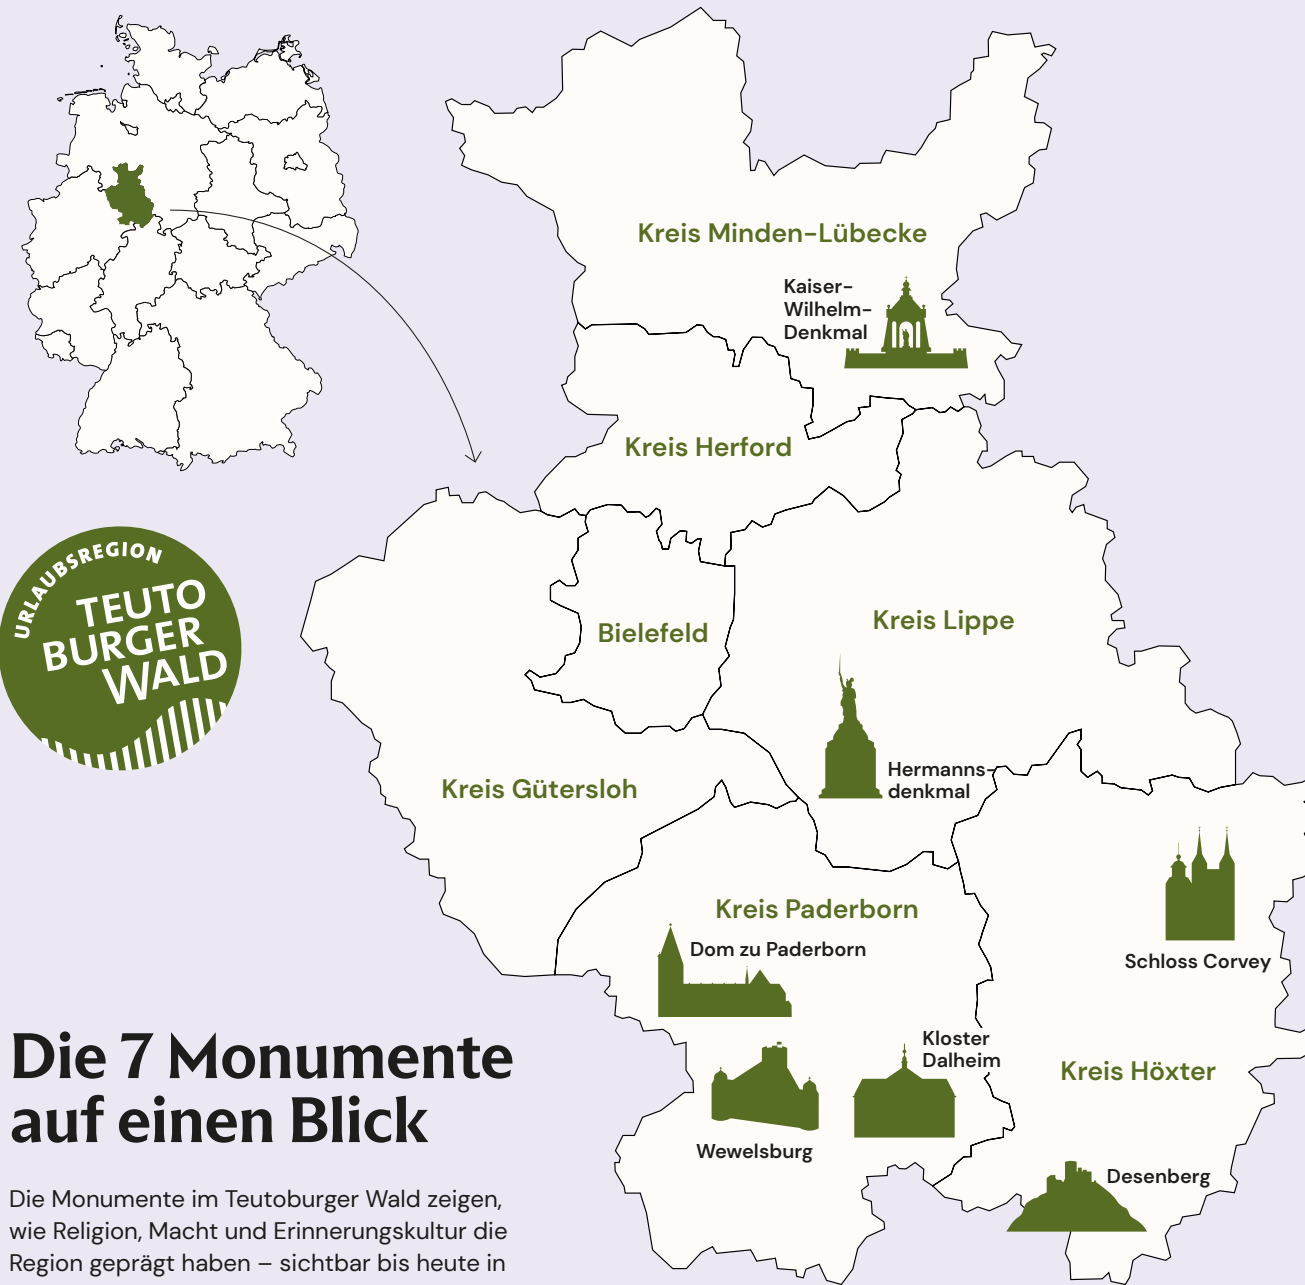 Kreis Minden-Lübecke
Kaiser-
Wilhelm-
Denkmal
Kreis Herford
URLAUBSREGION
TEUTO
BURGER
WALD
Bielefeld
Kreis Lippe
Hermanns-
denkmal
Kreis Gütersloh
Kreis Paderborn
Dom zu Paderborn
Schloss Corvey
Kloster
Dalheim
Kreis Höxter
Wewelsburg
Desenberg
Die 7 Monumente
auf einen Blick
Die Monumente im Teutoburger Wald zeigen,
wie Religion, Macht und Erinnerungskultur die
Region geprägt haben – sichtbar bis heute in